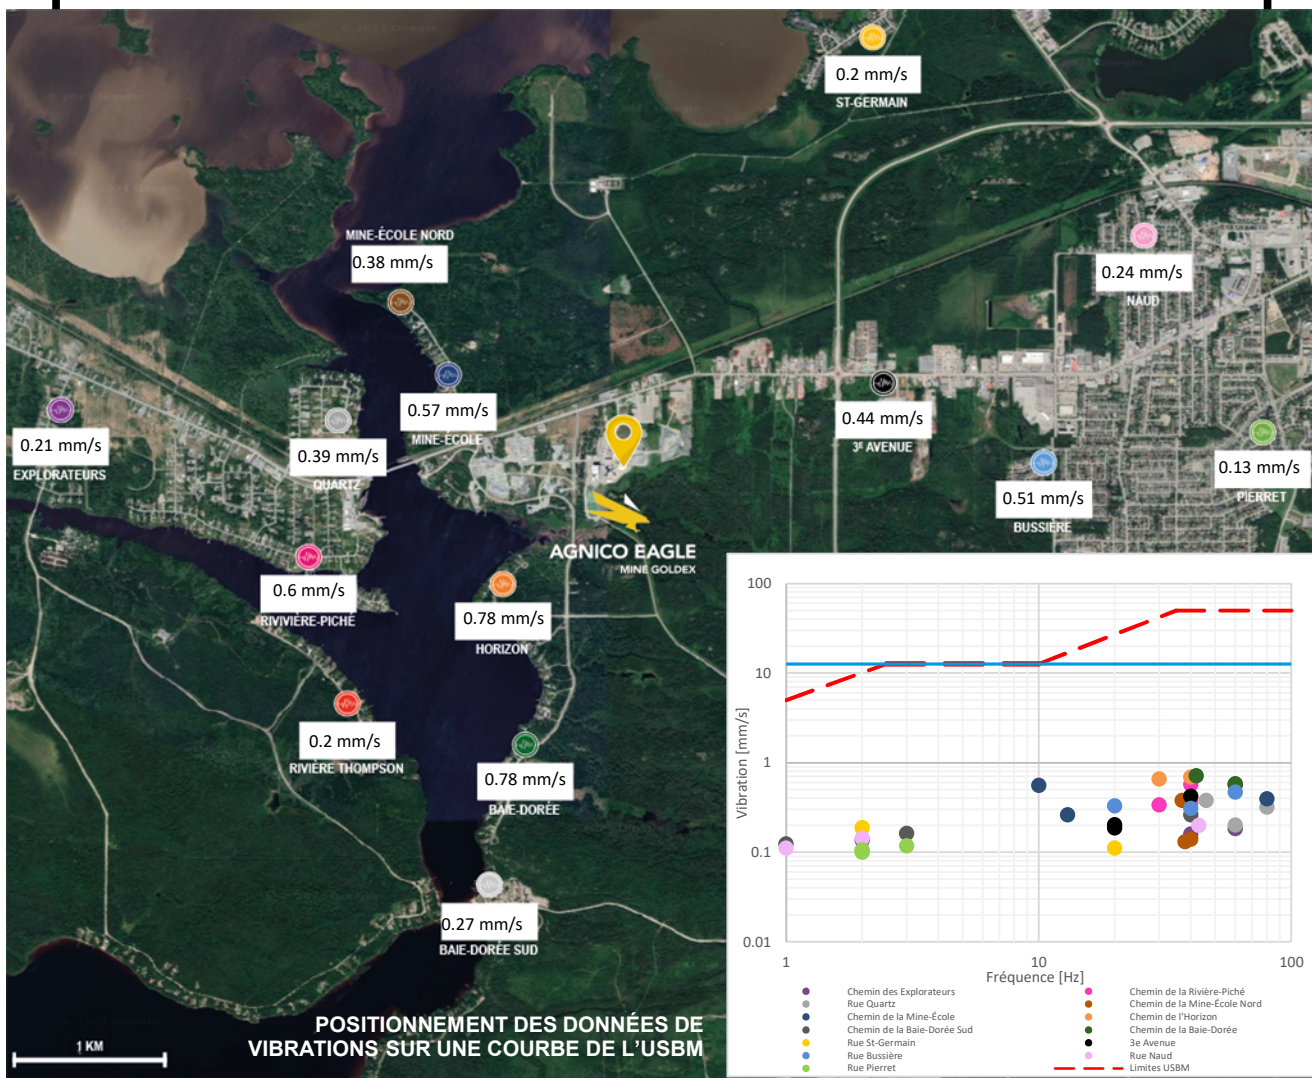 0.2 mm/s
ST-GERMAIN
MINE-ÉCOLE NORD
0.38 mm/s
0.24 mm/s
NAUD
0.57 mm/s
MINE-ÉCOLE
0.44 mm/s
3E AVENUE
0.21 mm/s
EXPLORATEURS
0.39 mm/s
QUARTZ
0.13 mm/s
PIERRET
0.51 mm/s
BUSSIÈRE
AGNICO EAGLE
MINE GOLDEX
0.6 mm/s
RIVIVIÈRE-PICHÉ
0.78 mm/s
HORIZON
0.2 mm/s
RIVIÈRE THOMPSON
0.78 mm/s
BAIE-DORÉE
0.27 mm/s
BAIE-DORÉE SUD
POSITIONNEMENT DES DONNÉES DE
VIBRATIONS SUR UNE COURBE DE L'USBM
1 KM
100
10
1
0.1
0.01
Vibration [mm/s]
1
10
100
Fréquence [Hz]
Chemin des Explorateurs
Chemin de la Rivière-Piché
Rue Quartz
Chemin de la Mine-École Nord
Chemin de la Mine-École
Chemin de l'Horizon
Chemin de la Baie-Dorée Sud
Chemin de la Baie-Dorée
Rue St-Germain
3e Avenue
Rue Bussière
Rue Naud
Rue Pierret
Limites USBM